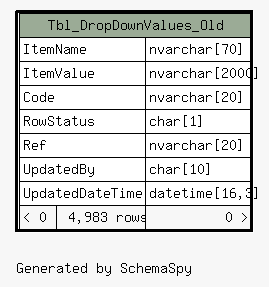 Tbl_DropDownValues_Old
ItemName nvarchar[70]
ItemValue nvarchar[2000]
Code nvarchar[20]
RowStatus char[1]
Ref nvarchar[20]
UpdatedBy char[10]
UpdatedDateTime datetime[16,3]
< 0 4,983 rows 0 >
Generated by SchemaSpy